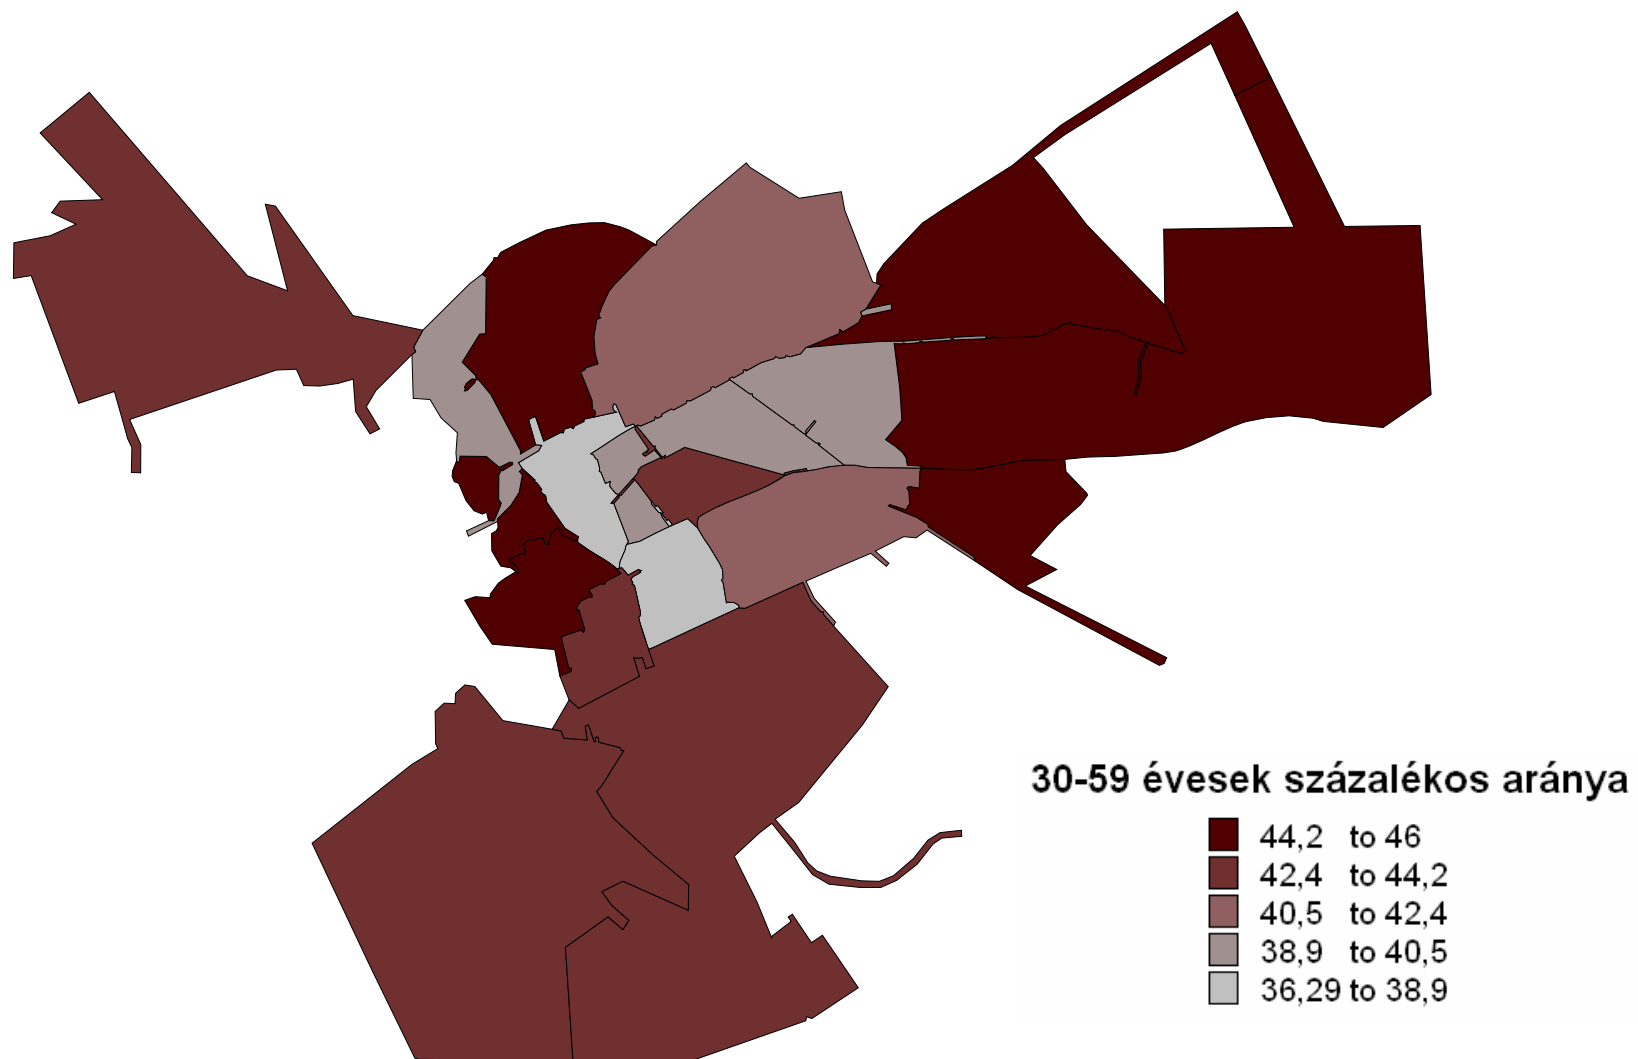 30-59 évesek százalékos aránya
44,2 to 46
42,4 to 44,2
40,5 to 42,4
38,9 to 40,5
36,29 to 38,9